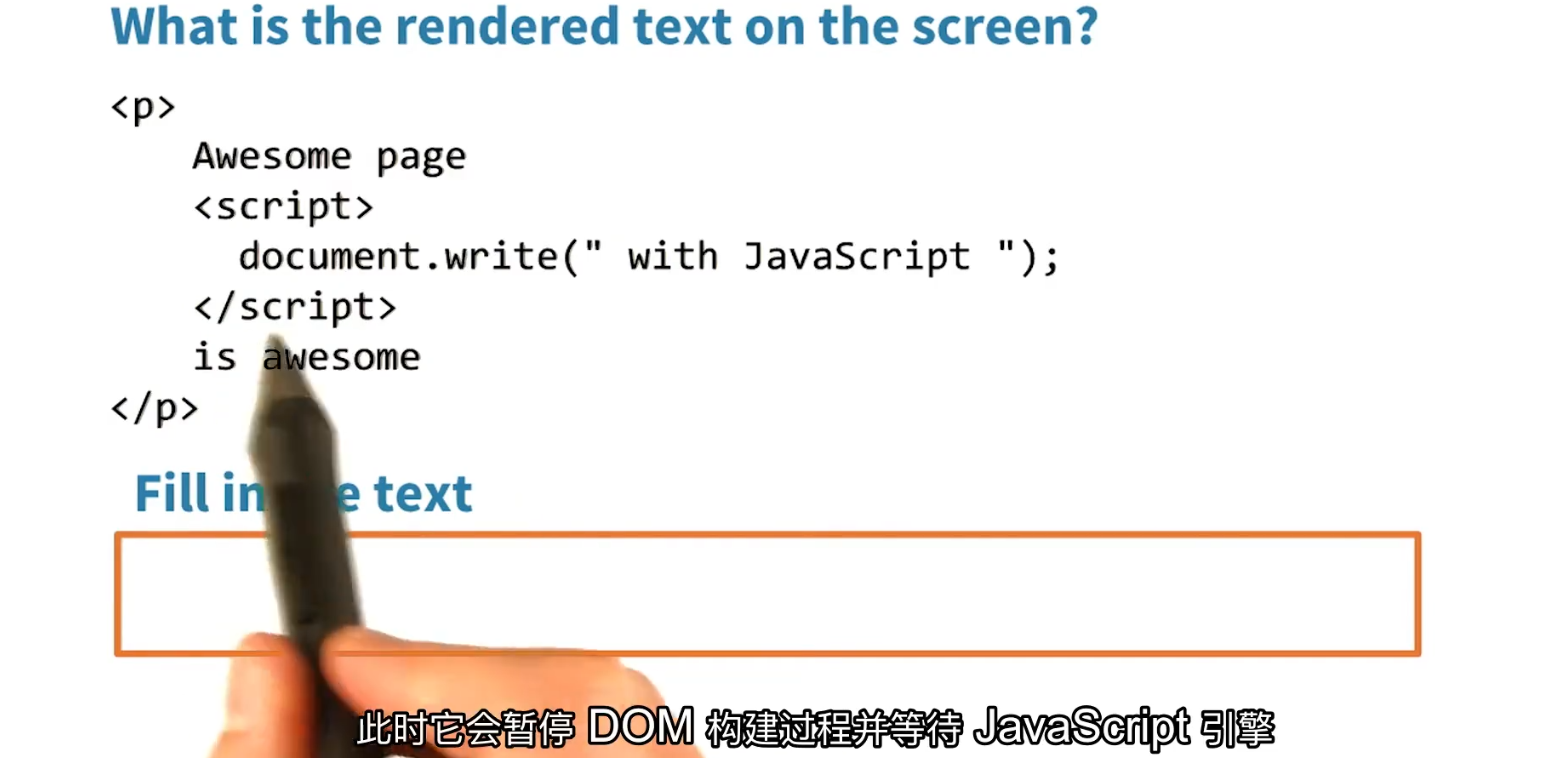 What is the rendered text on the screen?
<p>
Awesome page
<script>
document.write(" with JavaScript ");
</script>
is awesome
</p>
Fill in text
此时它会暂停 DOM 构建过程并等待 JavaScript 引擎